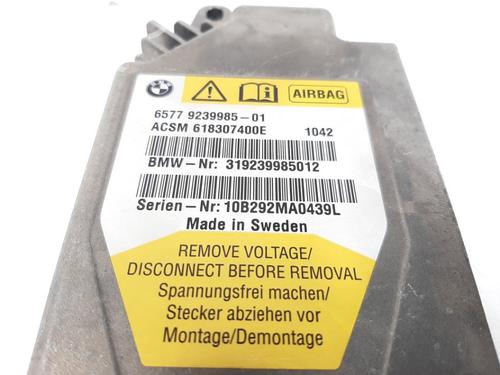 BMW
AIRBAG
6577 9239985-01
ACSM 618307400E 1042
BMW-Nr: 319239985012
Serien-Nr: 10B292MA0439L
Made in Sweden
REMOVE VOLTAGE/
DISCONNECT BEFORE REMOVAL
Spannungsfrei machen/
Stecker abziehen vor
Montage/Demontage